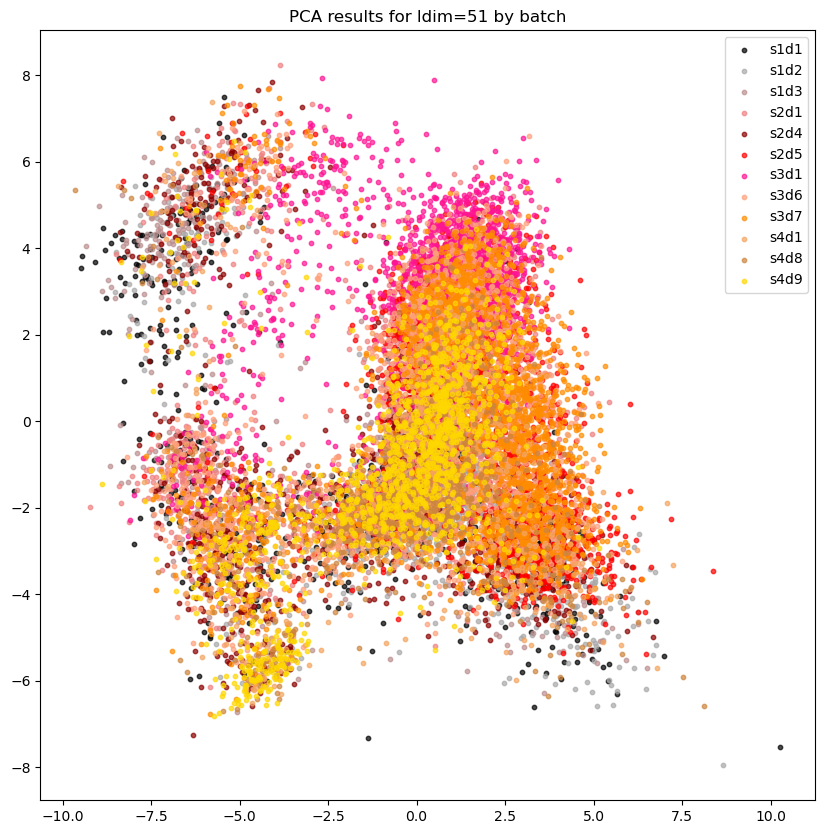 PCA results for ldim=51 by batch
s1d1
s1d2
s1d3
s2d1
s2d4
s2d5
s3d1
s3d6
s3d7
s4d1
s4d8
s4d9
8
6
4
2
0
−2
−4
−6
−8
−10.0 −7.5 −5.0 −2.5 0.0 2.5 5.0 7.5 10.0